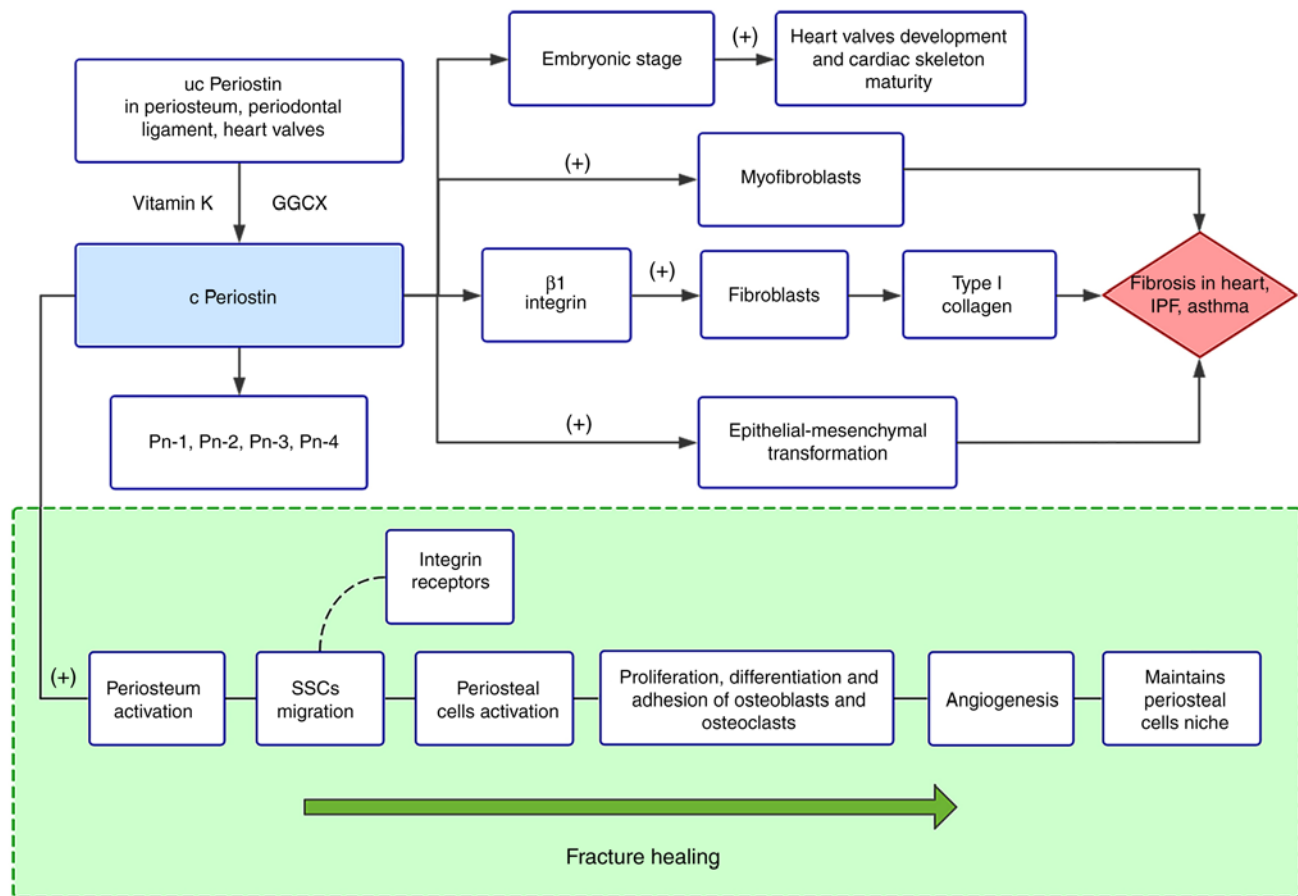 uc Periostin
in periosteum, periodontal
ligament, heart valves
Vitamin K
GGCX
c Periostin
Pn-1, Pn-2, Pn-3, Pn-4
Embryonic stage
(+)
Heart valves development
and cardiac skeleton
maturity
(+)
Myofibroblasts
β1
integrin
(+)
Fibroblasts
Type I
collagen
Fibrosis in heart,
IPF, asthma
(+)
Epithelial-mesenchymal
transformation
Integrin
receptors
(+)
Periosteum
activation
SSCs
migration
Periosteal
cells activation
Proliferation, differentiation and
adhesion of osteoblasts and
osteoclasts
Angiogenesis
Maintains
periosteal
cells niche
Fracture healing